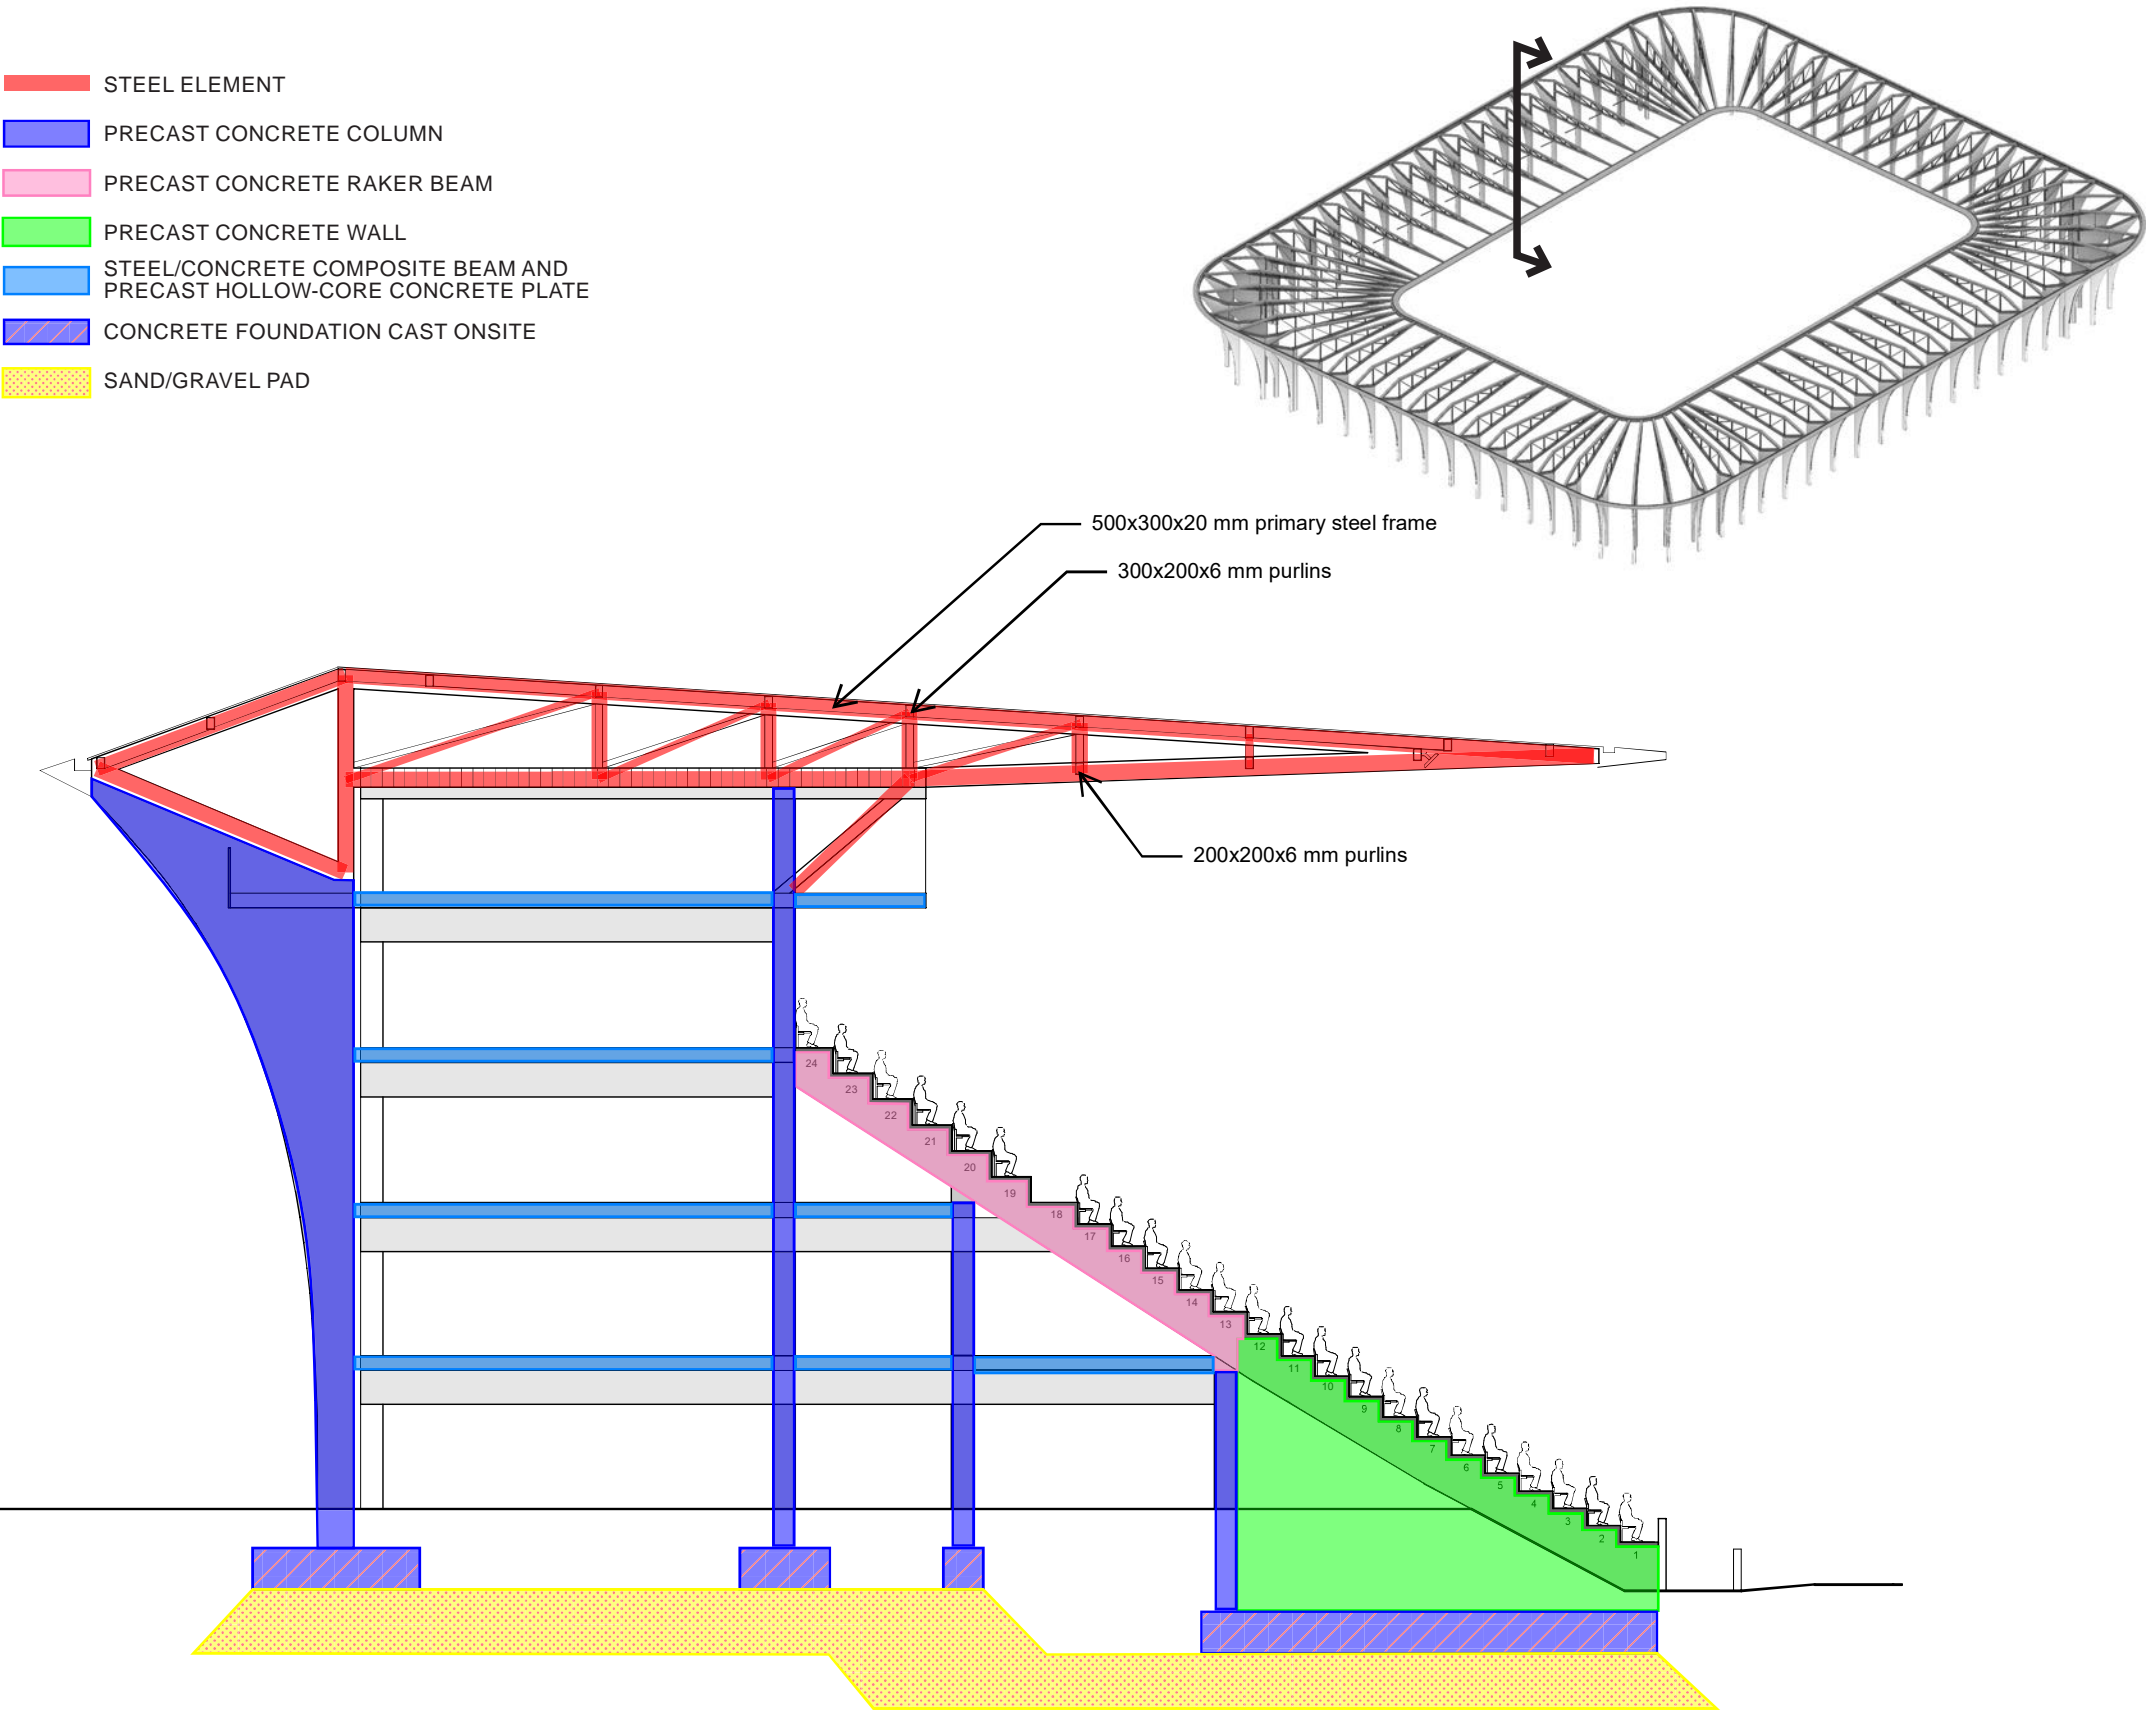 STEEL ELEMENT
PRECAST CONCRETE COLUMN
PRECAST CONCRETE RAKER BEAM
PRECAST CONCRETE WALL
STEEL/CONCRETE COMPOSITE BEAM AND
PRECAST HOLLOW-CORE CONCRETE PLATE
CONCRETE FOUNDATION CAST ONSITE
SAND/GRAVEL PAD
500x300x20 mm primary steel frame
300x200x6 mm purlins
200x200x6 mm purlins
24
23
22
21
20
19
18
17
16
15
14
13
12
11
10
9
8
7
6
5
4
3
2
1